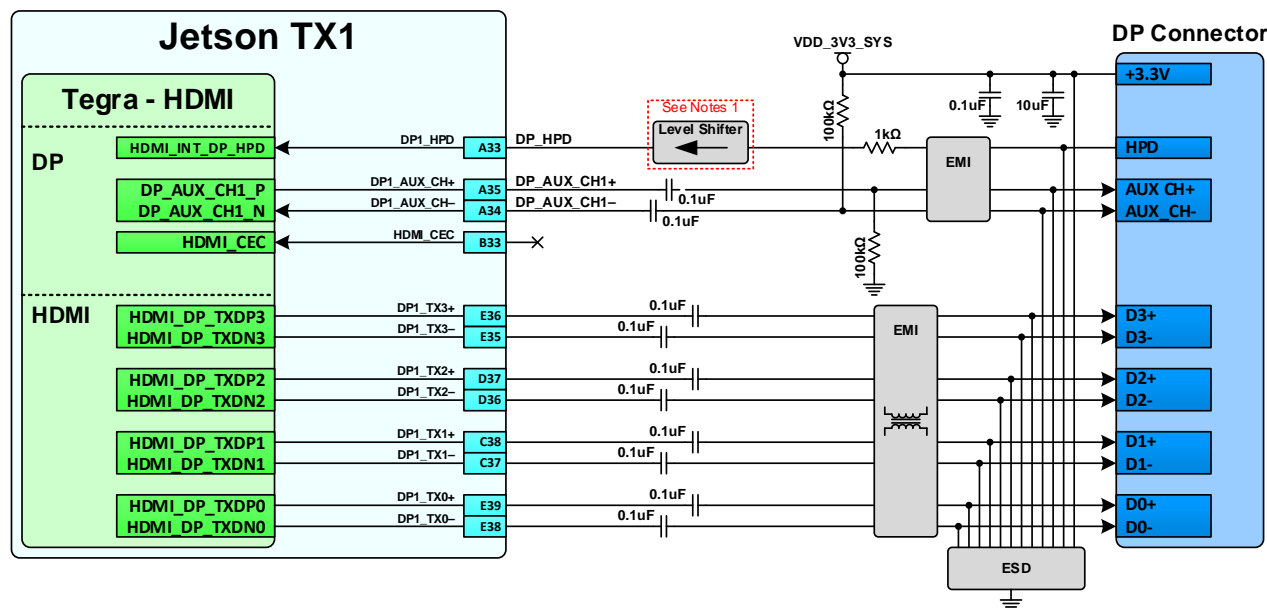 Jetson TX1
DP Connector
VDD_3V3_SYS
Tegra - HDMI
+3.3V
0.1uF
10uF
100kΩ
See Notes 1
Level Shifter
1kΩ
EMI
DP
HDMI_INT_DP_HPD
DP1_HPD
A33
DP_HPD
HPD
DP_AUX_CH1_P
DP1_AUX_CH+
A35
DP_AUX_CH1+
0.1uF
AUX CH+
DP_AUX_CH1_N
DP1_AUX_CH–
A34
DP_AUX_CH1–
0.1uF
AUX_CH-
HDMI_CEC
HDMI_CEC
B33
100kΩ
HDMI
HDMI_DP_TXDP3
DP1_TX3+
E36
0.1uF
EMI
D3+
HDMI_DP_TXDN3
DP1_TX3–
E35
0.1uF
D3-
HDMI_DP_TXDP2
DP1_TX2+
D37
0.1uF
D2+
HDMI_DP_TXDN2
DP1_TX2–
D36
0.1uF
D2-
HDMI_DP_TXDP1
DP1_TX1+
C38
0.1uF
D1+
HDMI_DP_TXDN1
DP1_TX1–
C37
0.1uF
D1-
HDMI_DP_TXDP0
DP1_TX0+
E39
0.1uF
D0+
HDMI_DP_TXDN0
DP1_TX0–
E38
0.1uF
D0-
ESD